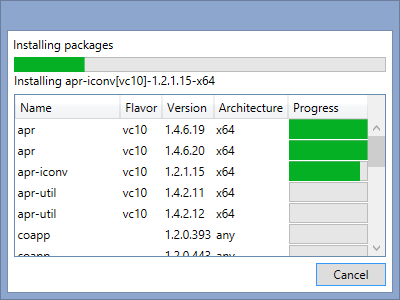 Installing packages
Installing apr-iconv[vc10]-1.2.1.15-x64
Name Flavor Version Architecture Progress
apr vc10 1.4.6.19 x64
apr vc10 1.4.6.20 x64
apr-iconv vc10 1.2.1.15 x64
apr-util vc10 1.4.2.11 x64
apr-util vc10 1.4.2.12 x64
coapp 1.2.0.393 any
coapp 1.2.0.443 any
Cancel